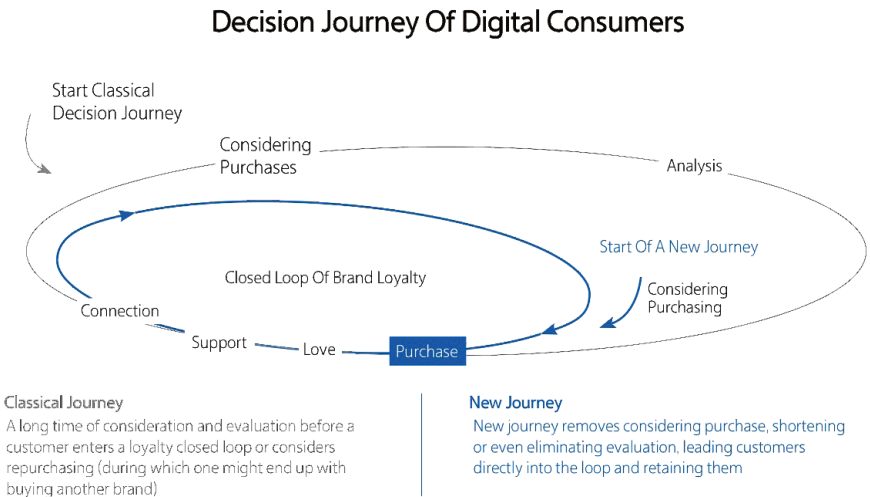 Decision Journey Of Digital Consumers
Start Classical
Decision Journey
Considering
Purchases
Analysis
Start Of A New Journey
Closed Loop Of Brand Loyalty
Considering
Purchasing
Connection
Support
Love
Purchase
Classical Journey
A long time of consideration and evaluation before a
customer enters a loyalty closed loop or considers
repurchasing (during which one might end up with
buying another brand)
New Journey
New journey removes considering purchase, shortening
or even eliminating evaluation, leading customers
directly into the loop and retaining them